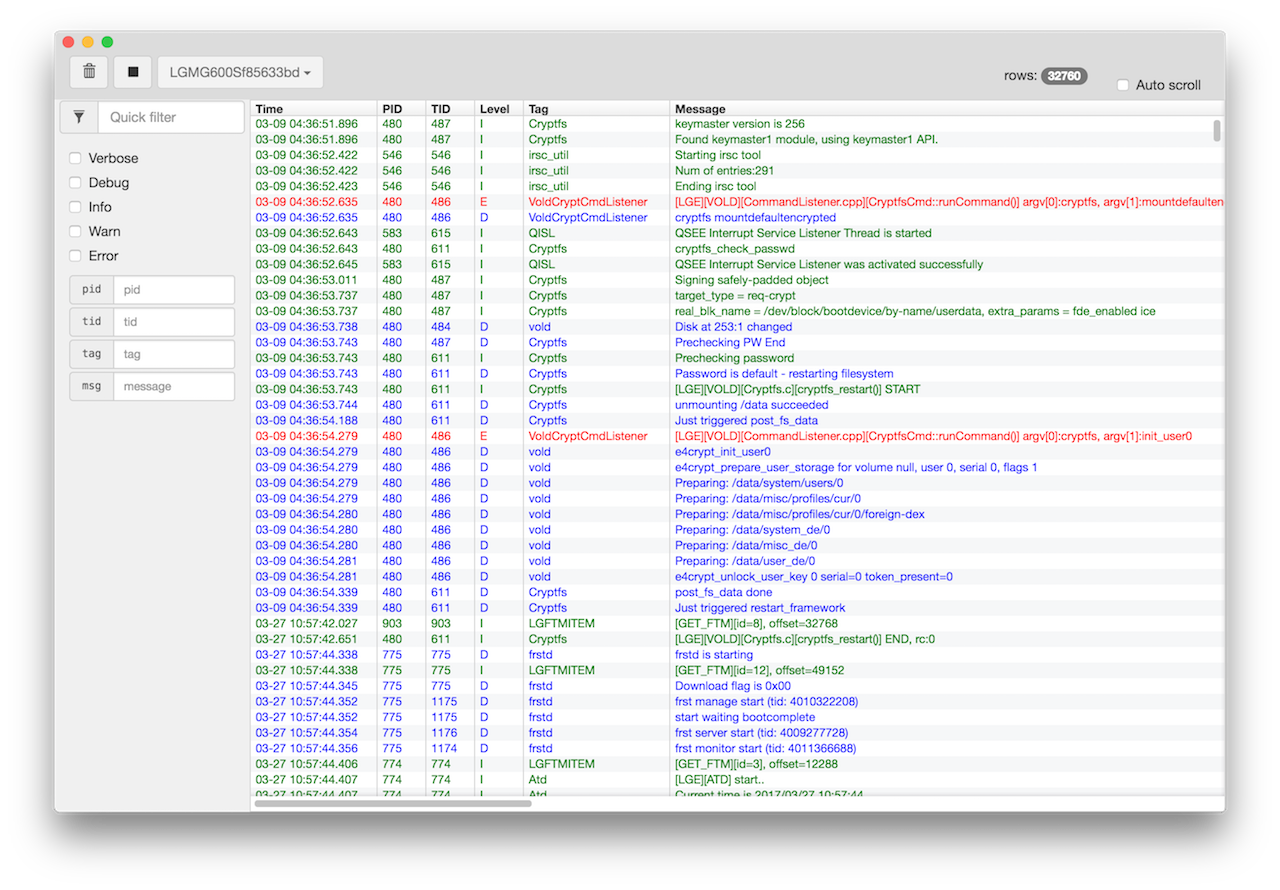 LGMG600Sf85633bd
rows: 32760
Auto scroll
Quick filter
Verbose
Debug
Info
Warn
Error
pid pid
tid tid
tag tag
msg message
Time PID TID Level Tag Message
03-09 04:36:51.896 480 487 I Cryptfs keymaster version is 256
03-09 04:36:51.896 480 487 I Cryptfs Found keymaster1 module, using keymaster1 API.
03-09 04:36:52.422 546 546 I irsc_util Starting irsc tool
03-09 04:36:52.422 546 546 I irsc_util Num of entries:291
03-09 04:36:52.423 546 546 I irsc_util Ending irsc tool
03-09 04:36:52.635 480 486 E VoldCryptCmdListener [LGE][VOLD][CommandListener.cpp][CryptfsCmd::runCommand()] argv[0]:cryptfs, argv[1]:mountdefaulten
03-09 04:36:52.635 480 486 D VoldCryptCmdListener cryptfs mountdefaultencrypted
03-09 04:36:52.643 583 615 I QISL QSEE Interrupt Service Listener Thread is started
03-09 04:36:52.643 480 611 I Cryptfs cryptfs_check_passwd
03-09 04:36:52.645 583 615 I QISL QSEE Interrupt Service Listener was activated successfully
03-09 04:36:53.011 480 487 I Cryptfs Signing safely-padded object
03-09 04:36:53.737 480 487 I Cryptfs target_type = req-crypt
03-09 04:36:53.737 480 487 I Cryptfs real_blk_name = /dev/block/bootdevice/by-name/userdata, extra_params = fde_enabled ice
03-09 04:36:53.738 480 484 D vold Disk at 253:1 changed
03-09 04:36:53.743 480 487 D Cryptfs Prechecking PW End
03-09 04:36:53.743 480 611 I Cryptfs Prechecking password
03-09 04:36:53.743 480 611 D Cryptfs Password is default - restarting filesystem
03-09 04:36:53.743 480 611 I Cryptfs [LGE][VOLD][Cryptfs.c][cryptfs_restart()] START
03-09 04:36:53.744 480 611 D Cryptfs unmounting /data succeeded
03-09 04:36:54.188 480 611 D Cryptfs Just triggered post_fs_data
03-09 04:36:54.279 480 486 E VoldCryptCmdListener [LGE][VOLD][CommandListener.cpp][CryptfsCmd::runCommand()] argv[0]:cryptfs, argv[1]:init_user0
03-09 04:36:54.279 480 486 D vold e4crypt_init_user0
03-09 04:36:54.279 480 486 D vold e4crypt_prepare_user_storage for volume null, user 0, serial 0, flags 1
03-09 04:36:54.279 480 486 D vold Preparing: /data/system/users/0
03-09 04:36:54.279 480 486 D vold Preparing: /data/misc/profiles/cur/0
03-09 04:36:54.280 480 486 D vold Preparing: /data/misc/profiles/cur/0/foreign-dex
03-09 04:36:54.280 480 486 D vold Preparing: /data/system_de/0
03-09 04:36:54.280 480 486 D vold Preparing: /data/misc_de/0
03-09 04:36:54.281 480 486 D vold Preparing: /data/user_de/0
03-09 04:36:54.281 480 486 D vold e4crypt_unlock_user_key 0 serial=0 token_present=0
03-09 04:36:54.339 480 611 D Cryptfs post_fs_data done
03-09 04:36:54.339 480 611 D Cryptfs Just triggered restart_framework
03-27 10:57:42.027 903 903 I LGFTMITEM [GET_FTM][id=8], offset=32768
03-27 10:57:42.651 480 611 I Cryptfs [LGE][VOLD][Cryptfs.c][cryptfs_restart()] END, rc:0
03-27 10:57:44.338 775 775 D frstd frstd is starting
03-27 10:57:44.338 775 775 I LGFTMITEM [GET_FTM][id=12], offset=49152
03-27 10:57:44.345 775 775 D frstd Download flag is 0x00
03-27 10:57:44.352 775 1175 D frstd frst manage start (tid: 4010322208)
03-27 10:57:44.352 775 1175 D frstd start waiting bootcomplete
03-27 10:57:44.354 775 1176 D frstd frst server start (tid: 4009277728)
03-27 10:57:44.356 775 1174 D frstd frst monitor start (tid: 4011366688)
03-27 10:57:44.406 774 774 I LGFTMITEM [GET_FTM][id=3], offset=12288
03-27 10:57:44.407 774 774 I Atd [LGE][ATD] start..
03-27 10:57:44.407 774 774 I Atd Current time is 2017/03/27 10:57:44